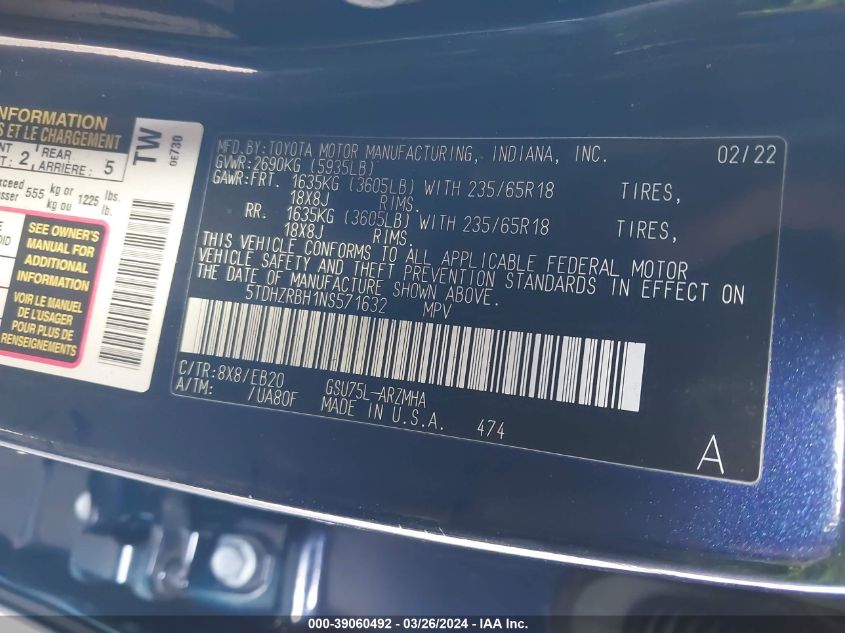 INFORMATION
S ET LE CHARGEMENT
NT 2 REAR 5
T: ARRIÈRE:
xceed 555 kg or 1225 lbs.
sser kg ou lb.
SEE OWNER'S
MANUAL FOR
ADDITIONAL
INFORMATION
VOIR LE MANUEL
DE L'USAGER
POUR PLUS DE
RENSEIGNEMENTS
TW
0E730
MFD. BY: TOYOTA MOTOR MANUFACTURING, INDIANA, INC. 02/22
GVWR: 2690KG (5935LB)
GAWR: FRT. 1635KG (3605LB) WITH 235/65R18 TIRES,
18X8J RIMS.
RR. 1635KG (3605LB) WITH 235/65R18 TIRES,
18X8J RIMS.
THIS VEHICLE CONFORMS TO ALL APPLICABLE FEDERAL MOTOR
VEHICLE SAFETY AND THEFT PREVENTION STANDARDS IN EFFECT ON
THE DATE OF MANUFACTURE SHOWN ABOVE.
5TDHZRBH1NS571632 MPV
C/TR: 8X8/EB20 GSU75L-ARZMHA
A/TM: /UA80F MADE IN U.S.A. 474
A
000-39060492 - 03/26/2024 - IAA Inc.